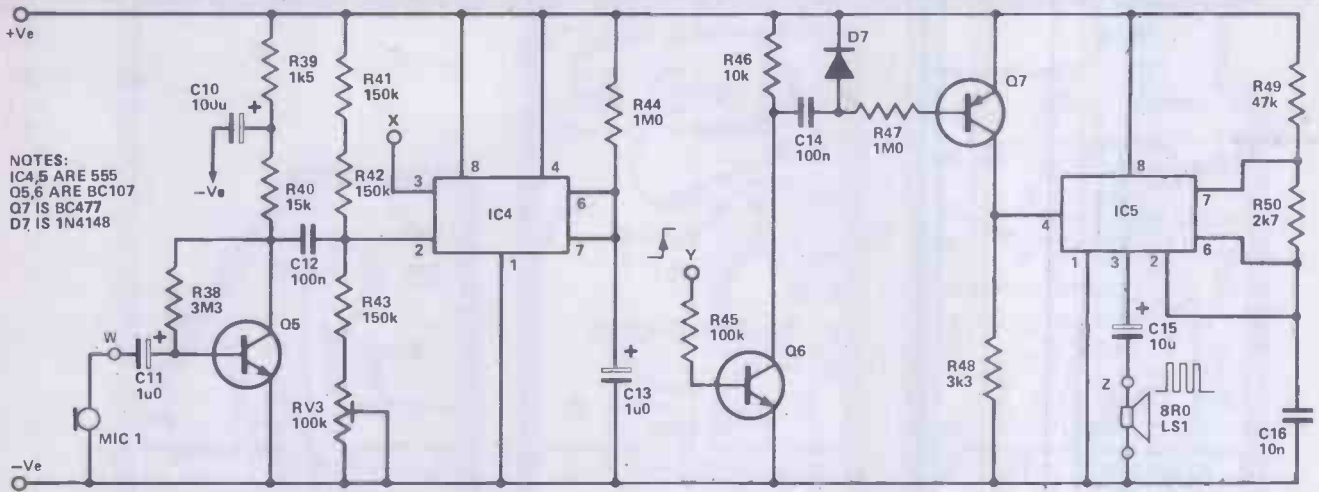 +Ve
R39
1k5
C10
100u
+
-Ve
NOTES:
IC4,5 ARE 555
Q5,6 ARE BC107
Q7 IS BC477
D7 IS 1N4148
R40
15k
R38
3M3
W
+
C11
1u0
MIC 1
-Ve
Q5
C12
100n
R41
150k
R42
150k
R43
150k
RV3
100k
X
3
8
4
6
IC4
2
1
7
R44
1M0
+
C13
1u0
Y
R45
100k
Q6
R46
10k
C14
100n
D7
R47
1M0
Q7
R48
3k3
4
8
7
IC5
6
1
3
2
+
C15
10u
Z
8R0
LS1
R49
47k
R50
2k7
C16
10n